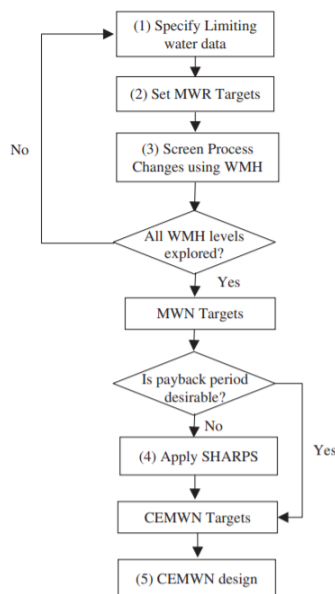 (1) Specify Limiting
water data
(2) Set MWR Targets
No
(3) Screen Process
Changes using WMH
All WMH levels
explored?
Yes
MWN Targets
Is payback period
desirable?
No
(4) Apply SHARPS
Yes
CEMWN Targets
(5) CEMWN design